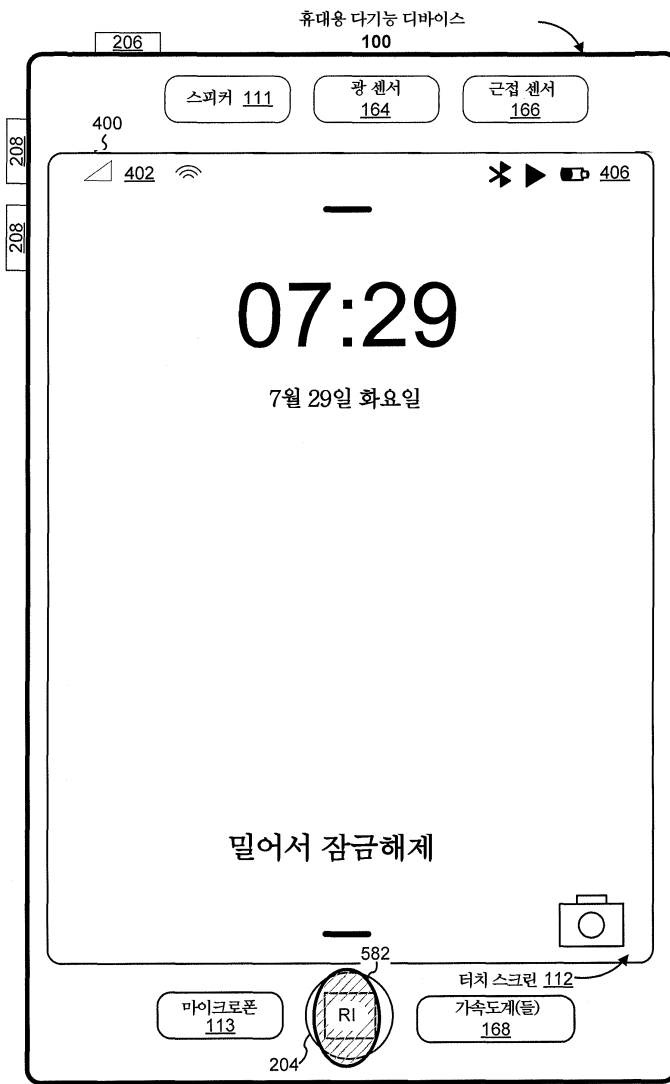 휴대용 다기능 디바이스
100
206
스피커 111
광 센서
164
근접 센서
166
400
208
208
402
406
07:29
7월 29일 화요일
밀어서 잠금해제
582
터치 스크린 112
마이크로폰
113
RI
가속도계(들)
168
204